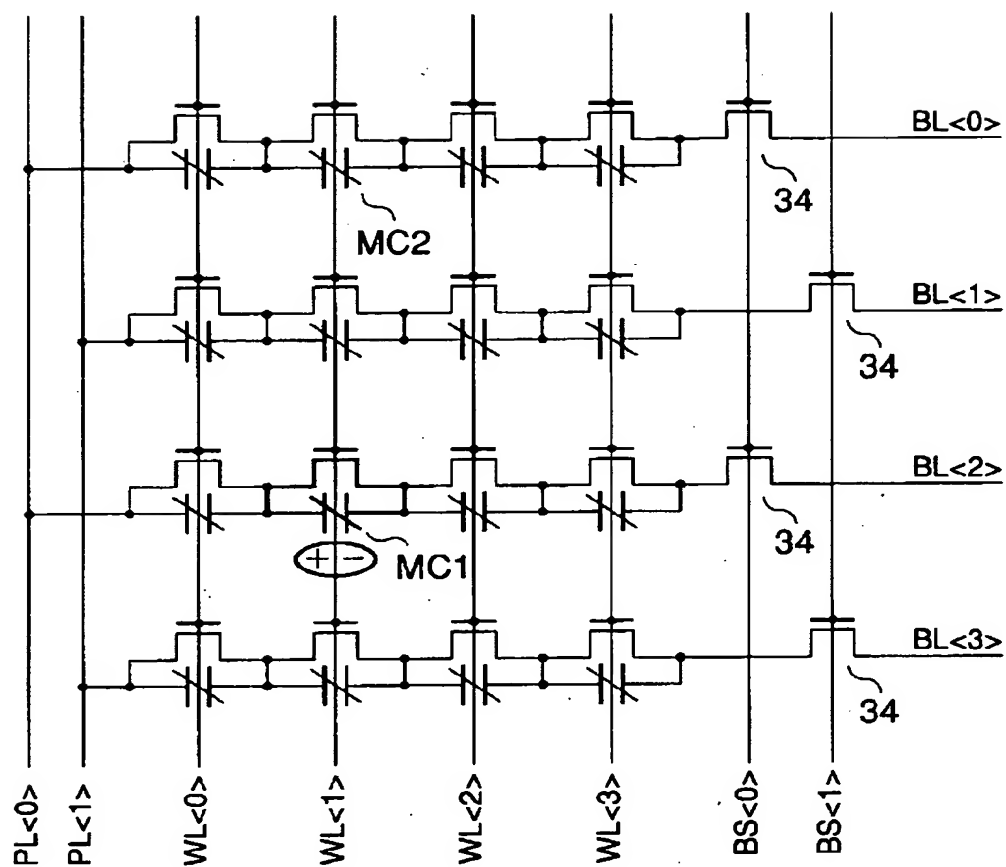 BL<0>
34
MC2
BL<1>
34
BL<2>
34
MC1
+ −
BL<3>
34
PL<0>
PL<1>
WL<0>
WL<1>
WL<2>
WL<3>
BS<0>
BS<1>